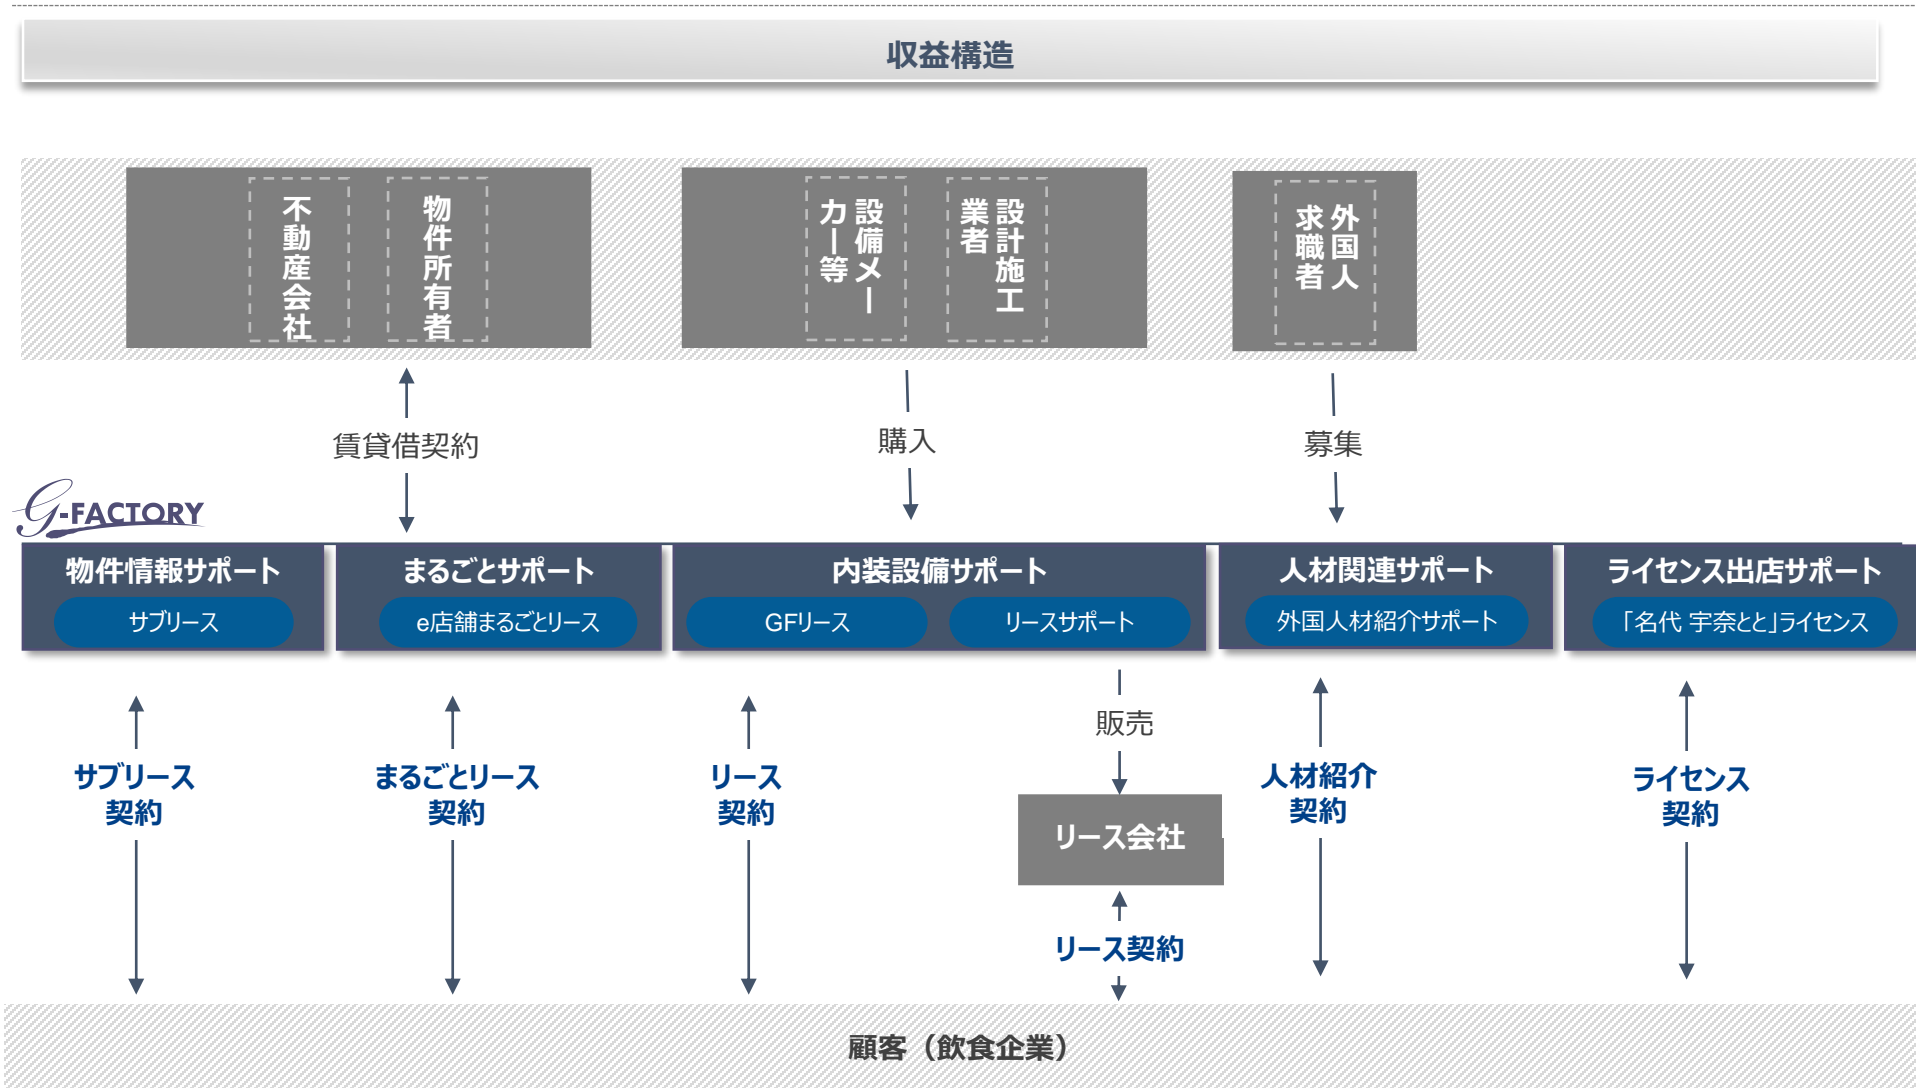 収益構造
不動産会社
物件所有者
設備メー
カー等
設計施工
業者
外国人
求職者
賃貸借契約
購入
募集
G-FACTORY
物件情報サポート
サブリース
まるごとサポート
e店舗まるごとリース
内装設備サポート
GFリース
リースサポート
人材関連サポート
外国人材紹介サポート
ライセンス出店サポート
「名代 宇奈とと」ライセンス
サブリース
契約
まるごとリース
契約
リース
契約
販売
リース会社
リース契約
人材紹介
契約
ライセンス
契約
顧客（飲食企業）